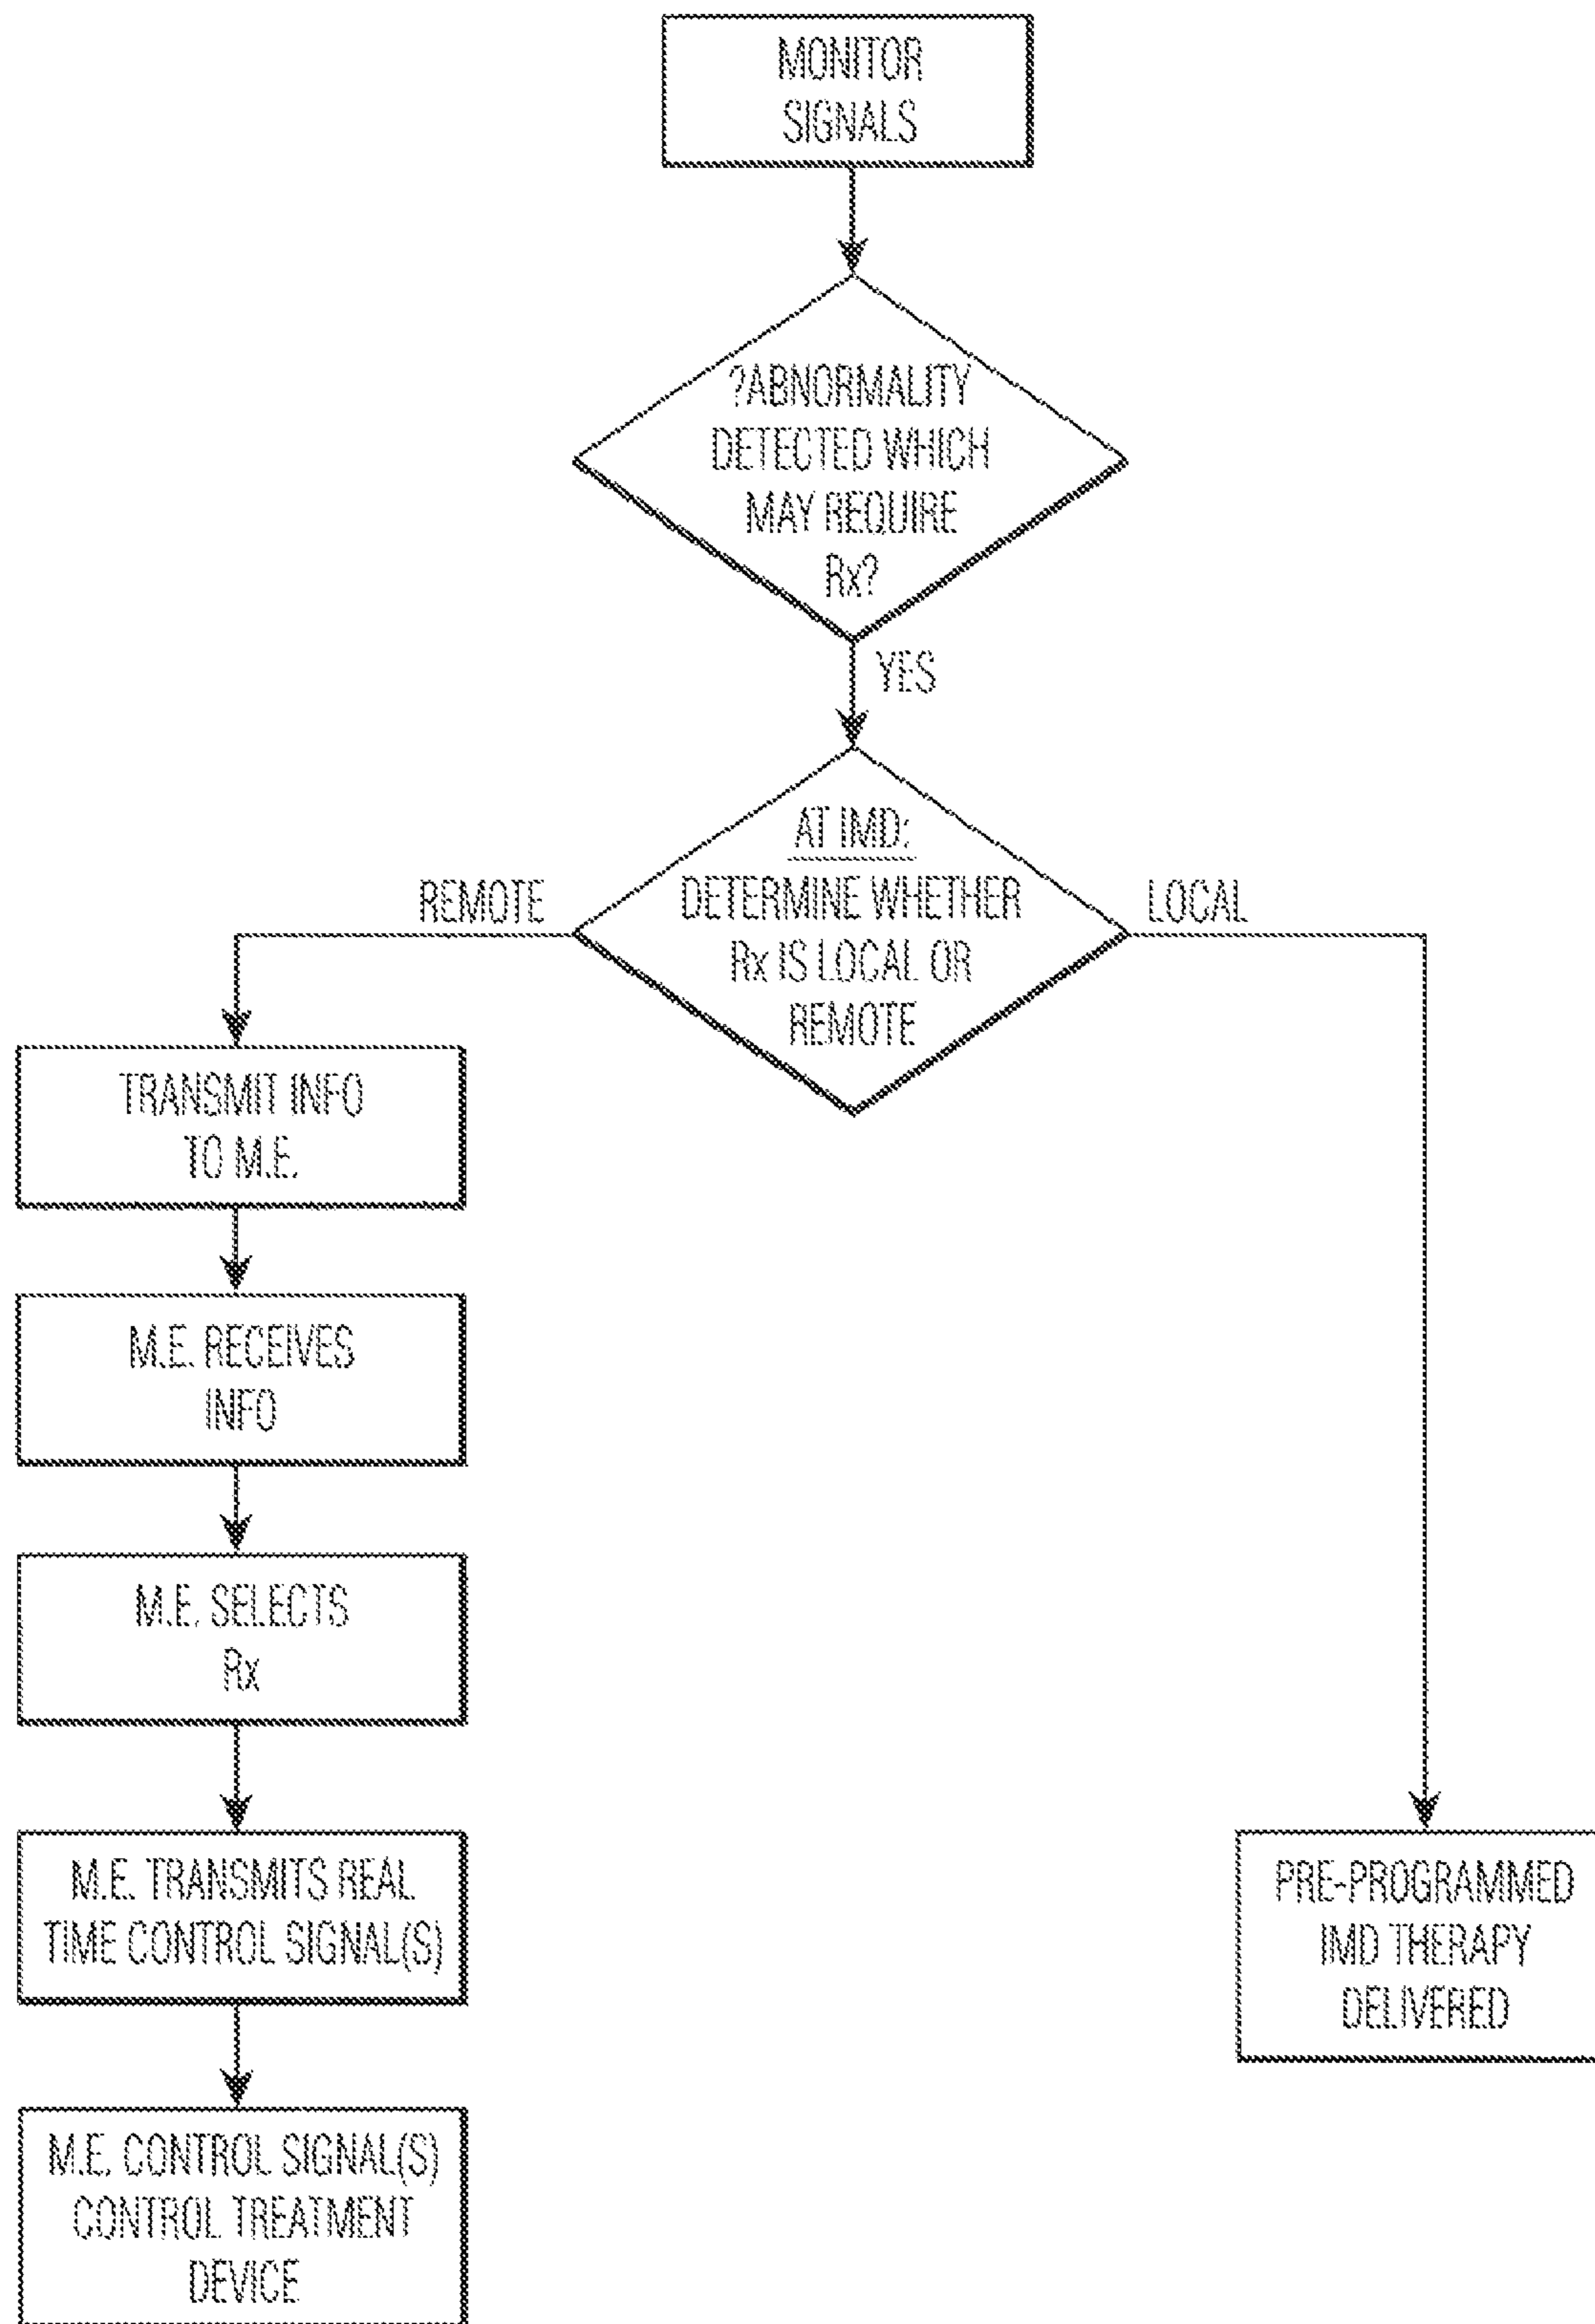 MONITOR
SIGNALS
?ABNORMALITY
DETECTED WHICH
MAY REQUIRE
Rx?
YES
AT IMD:
DETERMINE WHETHER
Rx IS LOCAL OR
REMOTE
REMOTE
LOCAL
TRANSMIT INFO
TO M.E.
M.E. RECEIVES
INFO
M.E. SELECTS
Rx
M.E. TRANSMITS REAL
TIME CONTROL SIGNAL(S)
PRE-PROGRAMMED
IMD THERAPY
DELIVERED
M.E. CONTROL SIGNAL(S)
CONTROL TREATMENT
DEVICE